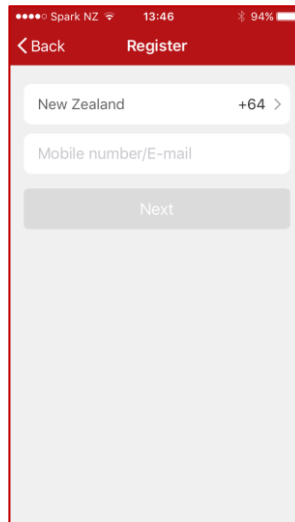 Spark NZ 13:46 94%
Back Register
New Zealand +64
Mobile number/E-mail
Next